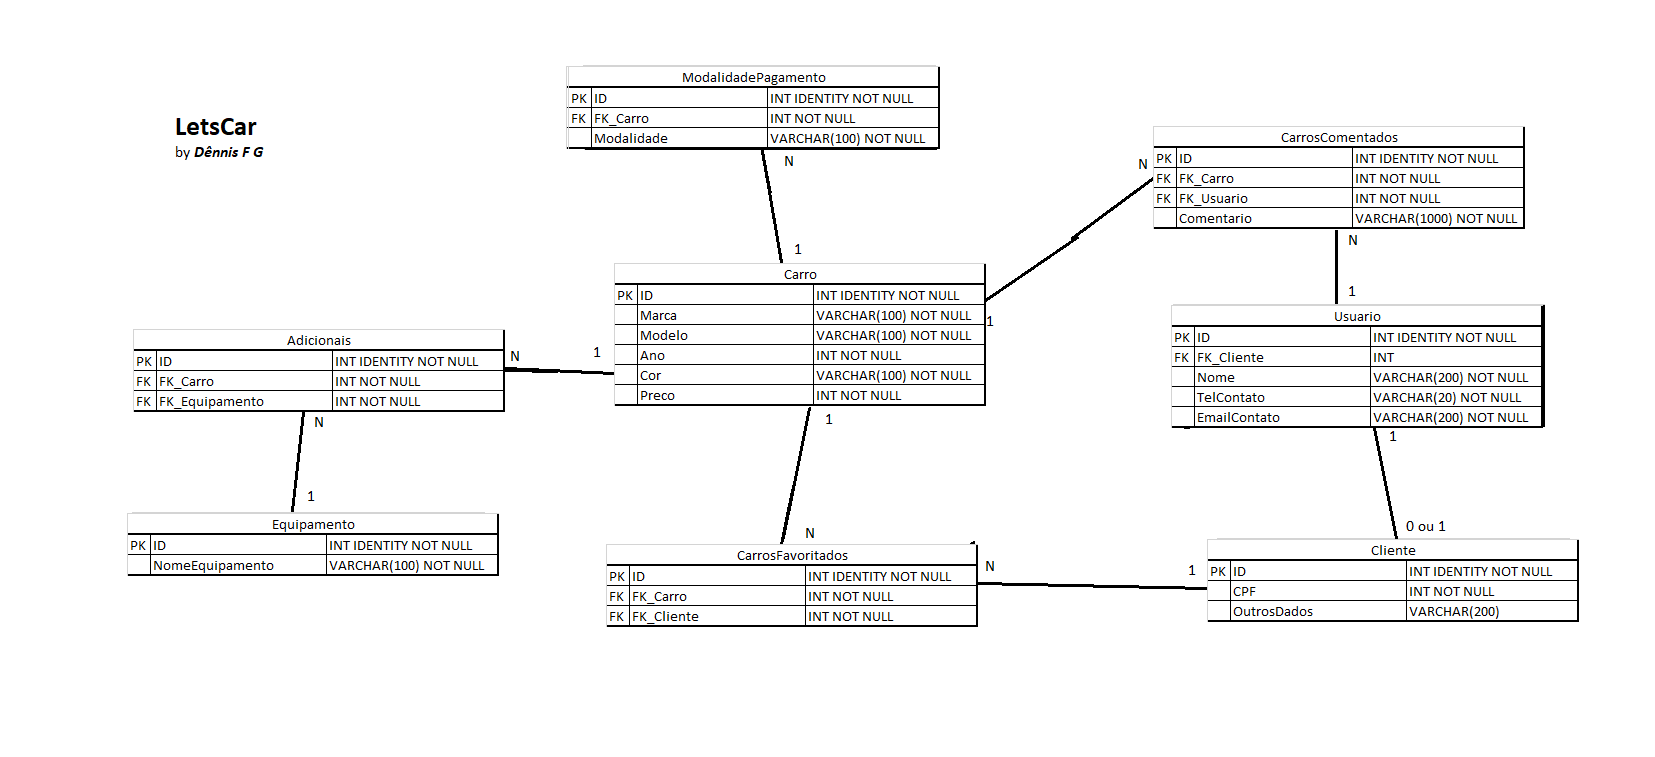 LetsCar
by Dênnis F G
ModalidadePagamento
PK ID INT IDENTITY NOT NULL
FK FK_Carro INT NOT NULL
Modalidade VARCHAR(100) NOT NULL
N
1
CarrosComentados
PK ID INT IDENTITY NOT NULL
FK FK_Carro INT NOT NULL
FK FK_Usuario INT NOT NULL
Comentario VARCHAR(1000) NOT NULL
N
N
1
1
Carro
PK ID INT IDENTITY NOT NULL
Marca VARCHAR(100) NOT NULL
Modelo VARCHAR(100) NOT NULL
Ano INT NOT NULL
Cor VARCHAR(100) NOT NULL
Preco INT NOT NULL
Usuario
PK ID INT IDENTITY NOT NULL
FK FK_Cliente INT
Nome VARCHAR(200) NOT NULL
TelContato VARCHAR(20) NOT NULL
EmailContato VARCHAR(200) NOT NULL
1
0 ou 1
Adicionais
PK ID INT IDENTITY NOT NULL
FK FK_Carro INT NOT NULL
FK FK_Equipamento INT NOT NULL
N
1
N
1
Equipamento
PK ID INT IDENTITY NOT NULL
NomeEquipamento VARCHAR(100) NOT NULL
1
N
CarrosFavoritados
PK ID INT IDENTITY NOT NULL
FK FK_Carro INT NOT NULL
FK FK_Cliente INT NOT NULL
N
1
Cliente
PK ID INT IDENTITY NOT NULL
CPF INT NOT NULL
OutrosDados VARCHAR(200)